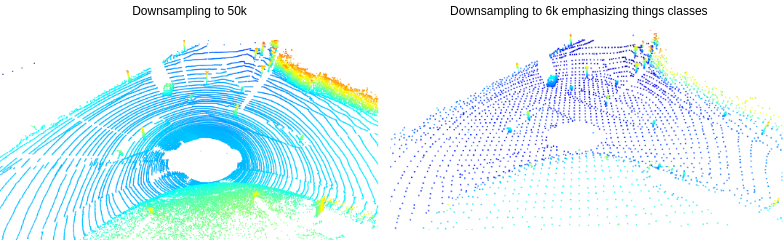 Downsampling to 50k
Downsampling to 6k emphasizing things classes